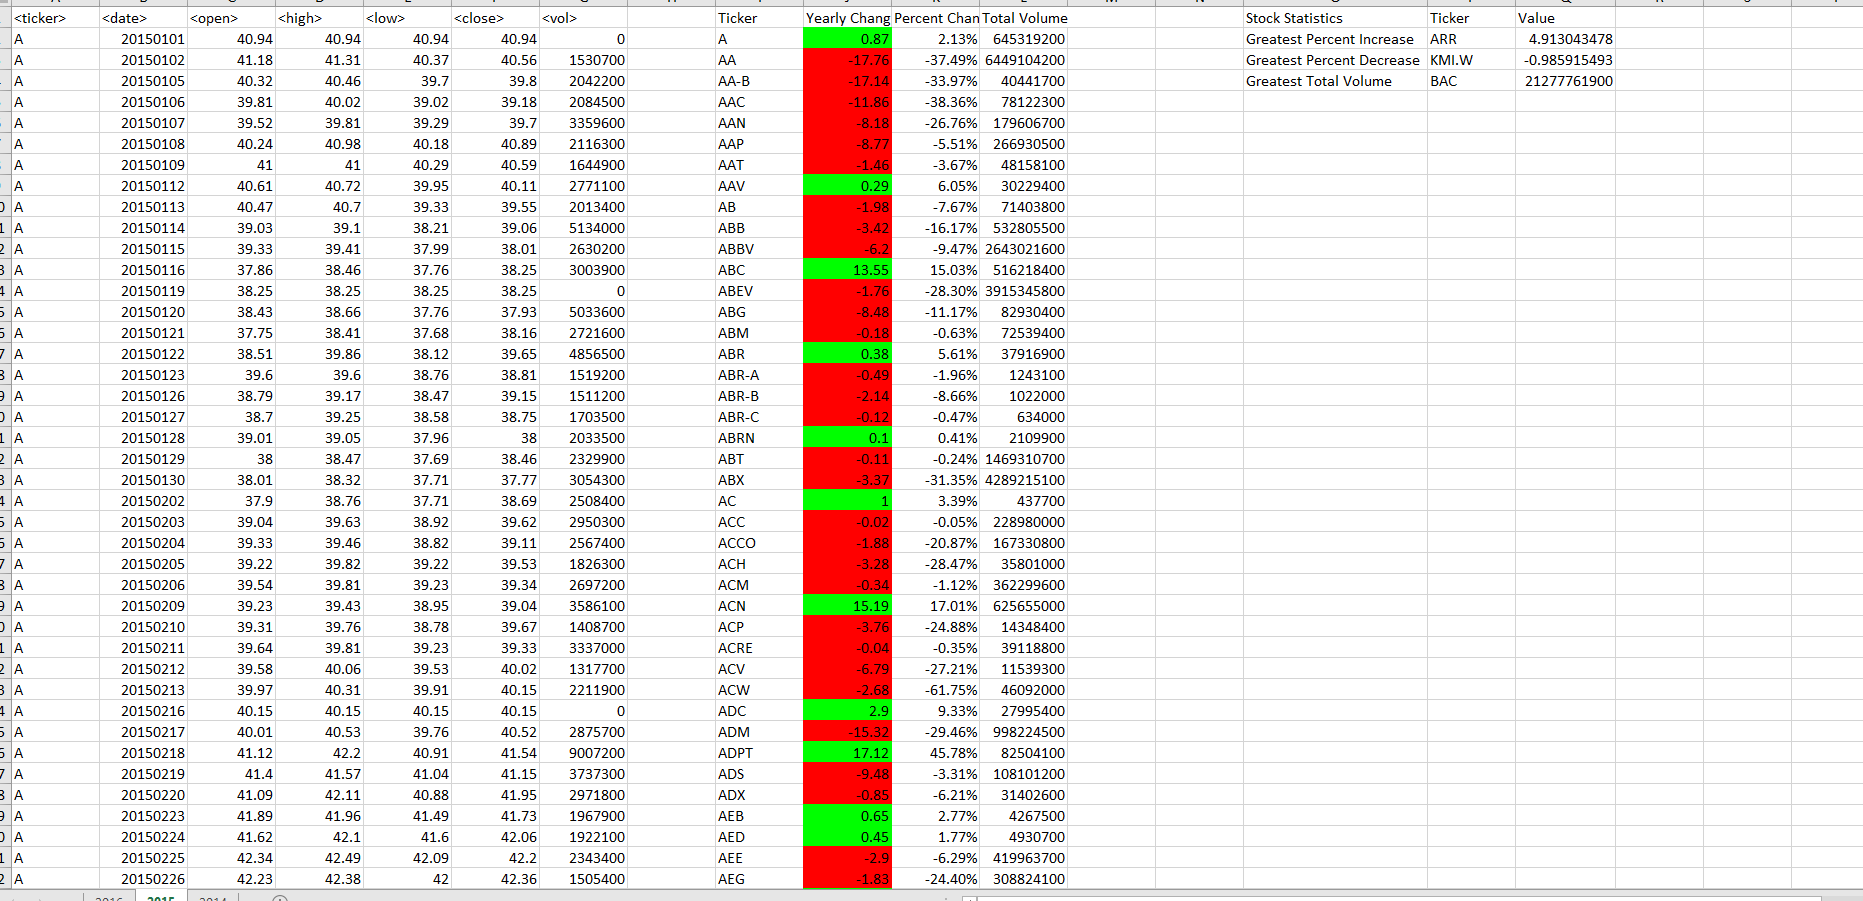 <ticker> <date> <open> <high> <low> <close> <vol> Ticker Yearly Chang Percent Chan Total Volume Stock Statistics Ticker Value
A 20150101 40.94 40.94 40.94 40.94 0 A 0.87 2.13% 645319200 Greatest Percent Increase ARR 4.913043478
A 20150102 41.18 41.31 40.37 40.56 1530700 AA -17.76 -37.49% 6449104200 Greatest Percent Decrease KMI.W -0.985915493
A 20150105 40.32 40.46 39.7 39.8 2042200 AA-B -17.14 -33.97% 40441700 Greatest Total Volume BAC 21277761900
A 20150106 39.81 40.02 39.02 39.18 2084500 AAC -11.86 -38.36% 78122300
A 20150107 39.52 39.81 39.29 39.7 3359600 AAN -8.18 -26.76% 179606700
A 20150108 40.24 40.98 40.18 40.89 2116300 AAP -8.77 -5.51% 266930500
A 20150109 41 41 40.29 40.59 1644900 AAT -1.46 -3.67% 48158100
A 20150112 40.61 40.72 39.95 40.11 2771100 AAV 0.29 6.05% 30229400
A 20150113 40.47 40.7 39.33 39.55 2013400 AB -1.98 -7.67% 71403800
A 20150114 39.03 39.1 38.21 39.06 5134000 ABB -3.42 -16.17% 532805500
A 20150115 39.33 39.41 37.99 38.01 2630200 ABBV -6.2 -9.47% 2643021600
A 20150116 37.86 38.46 37.76 38.25 3003900 ABC 13.55 15.03% 516218400
A 20150119 38.25 38.25 38.25 38.25 0 ABEV -1.76 -28.30% 3915345800
A 20150120 38.43 38.66 37.76 37.93 5033600 ABG -8.48 -11.17% 82930400
A 20150121 37.75 38.41 37.68 38.16 2721600 ABM -0.18 -0.63% 72539400
A 20150122 38.51 39.86 38.12 39.65 4856500 ABR 0.38 5.61% 37916900
A 20150123 39.6 39.6 38.76 38.81 1519200 ABR-A -0.49 -1.96% 1243100
A 20150126 38.79 39.17 38.47 39.15 1511200 ABR-B -2.14 -8.66% 1022000
A 20150127 38.7 39.25 38.58 38.75 1703500 ABR-C -0.12 -0.47% 634000
A 20150128 39.01 39.05 37.96 38 2033500 ABRN 0.1 0.41% 2109900
A 20150129 38 38.47 37.69 38.46 2329900 ABT -0.11 -0.24% 1469310700
A 20150130 38.01 38.32 37.71 37.77 3054300 ABX -3.37 -31.35% 4289215100
A 20150202 37.9 38.76 37.71 38.69 2508400 AC 1 3.39% 437700
A 20150203 39.04 39.63 38.92 39.62 2950300 ACC -0.02 -0.05% 228980000
A 20150204 39.33 39.46 38.82 39.11 2567400 ACCO -1.88 -20.87% 167330800
A 20150205 39.22 39.82 39.22 39.53 1826300 ACH -3.28 -28.47% 35801000
A 20150206 39.54 39.81 39.23 39.34 2697200 ACM -0.34 -1.12% 362299600
A 20150209 39.23 39.43 38.95 39.04 3586100 ACN 15.19 17.01% 625655000
A 20150210 39.31 39.76 38.78 39.67 1408700 ACP -3.76 -24.88% 14348400
A 20150211 39.64 39.81 39.23 39.33 3337000 ACRE -0.04 -0.35% 39118800
A 20150212 39.58 40.06 39.53 40.02 1317700 ACV -6.79 -27.21% 11539300
A 20150213 39.97 40.31 39.91 40.15 2211900 ACW -2.68 -61.75% 46092000
A 20150216 40.15 40.15 40.15 40.15 0 ADC 2.9 9.33% 27995400
A 20150217 40.01 40.53 39.76 40.52 2875700 ADM -15.32 -29.46% 998224500
A 20150218 41.12 42.2 40.91 41.54 9007200 ADPT 17.12 45.78% 82504100
A 20150219 41.4 41.57 41.04 41.15 3737300 ADS -9.48 -3.31% 108101200
A 20150220 41.09 42.11 40.88 41.95 2971800 ADX -0.85 -6.21% 31402600
A 20150223 41.89 41.96 41.49 41.73 1967900 AEB 0.65 2.77% 4267500
A 20150224 41.62 42.1 41.6 42.06 1922100 AED 0.45 1.77% 4930700
A 20150225 42.34 42.49 42.09 42.2 2343400 AEE -2.9 -6.29% 419963700
A 20150226 42.23 42.38 42 42.36 1505400 AEG -1.83 -24.40% 308824100
2016 2015 2014